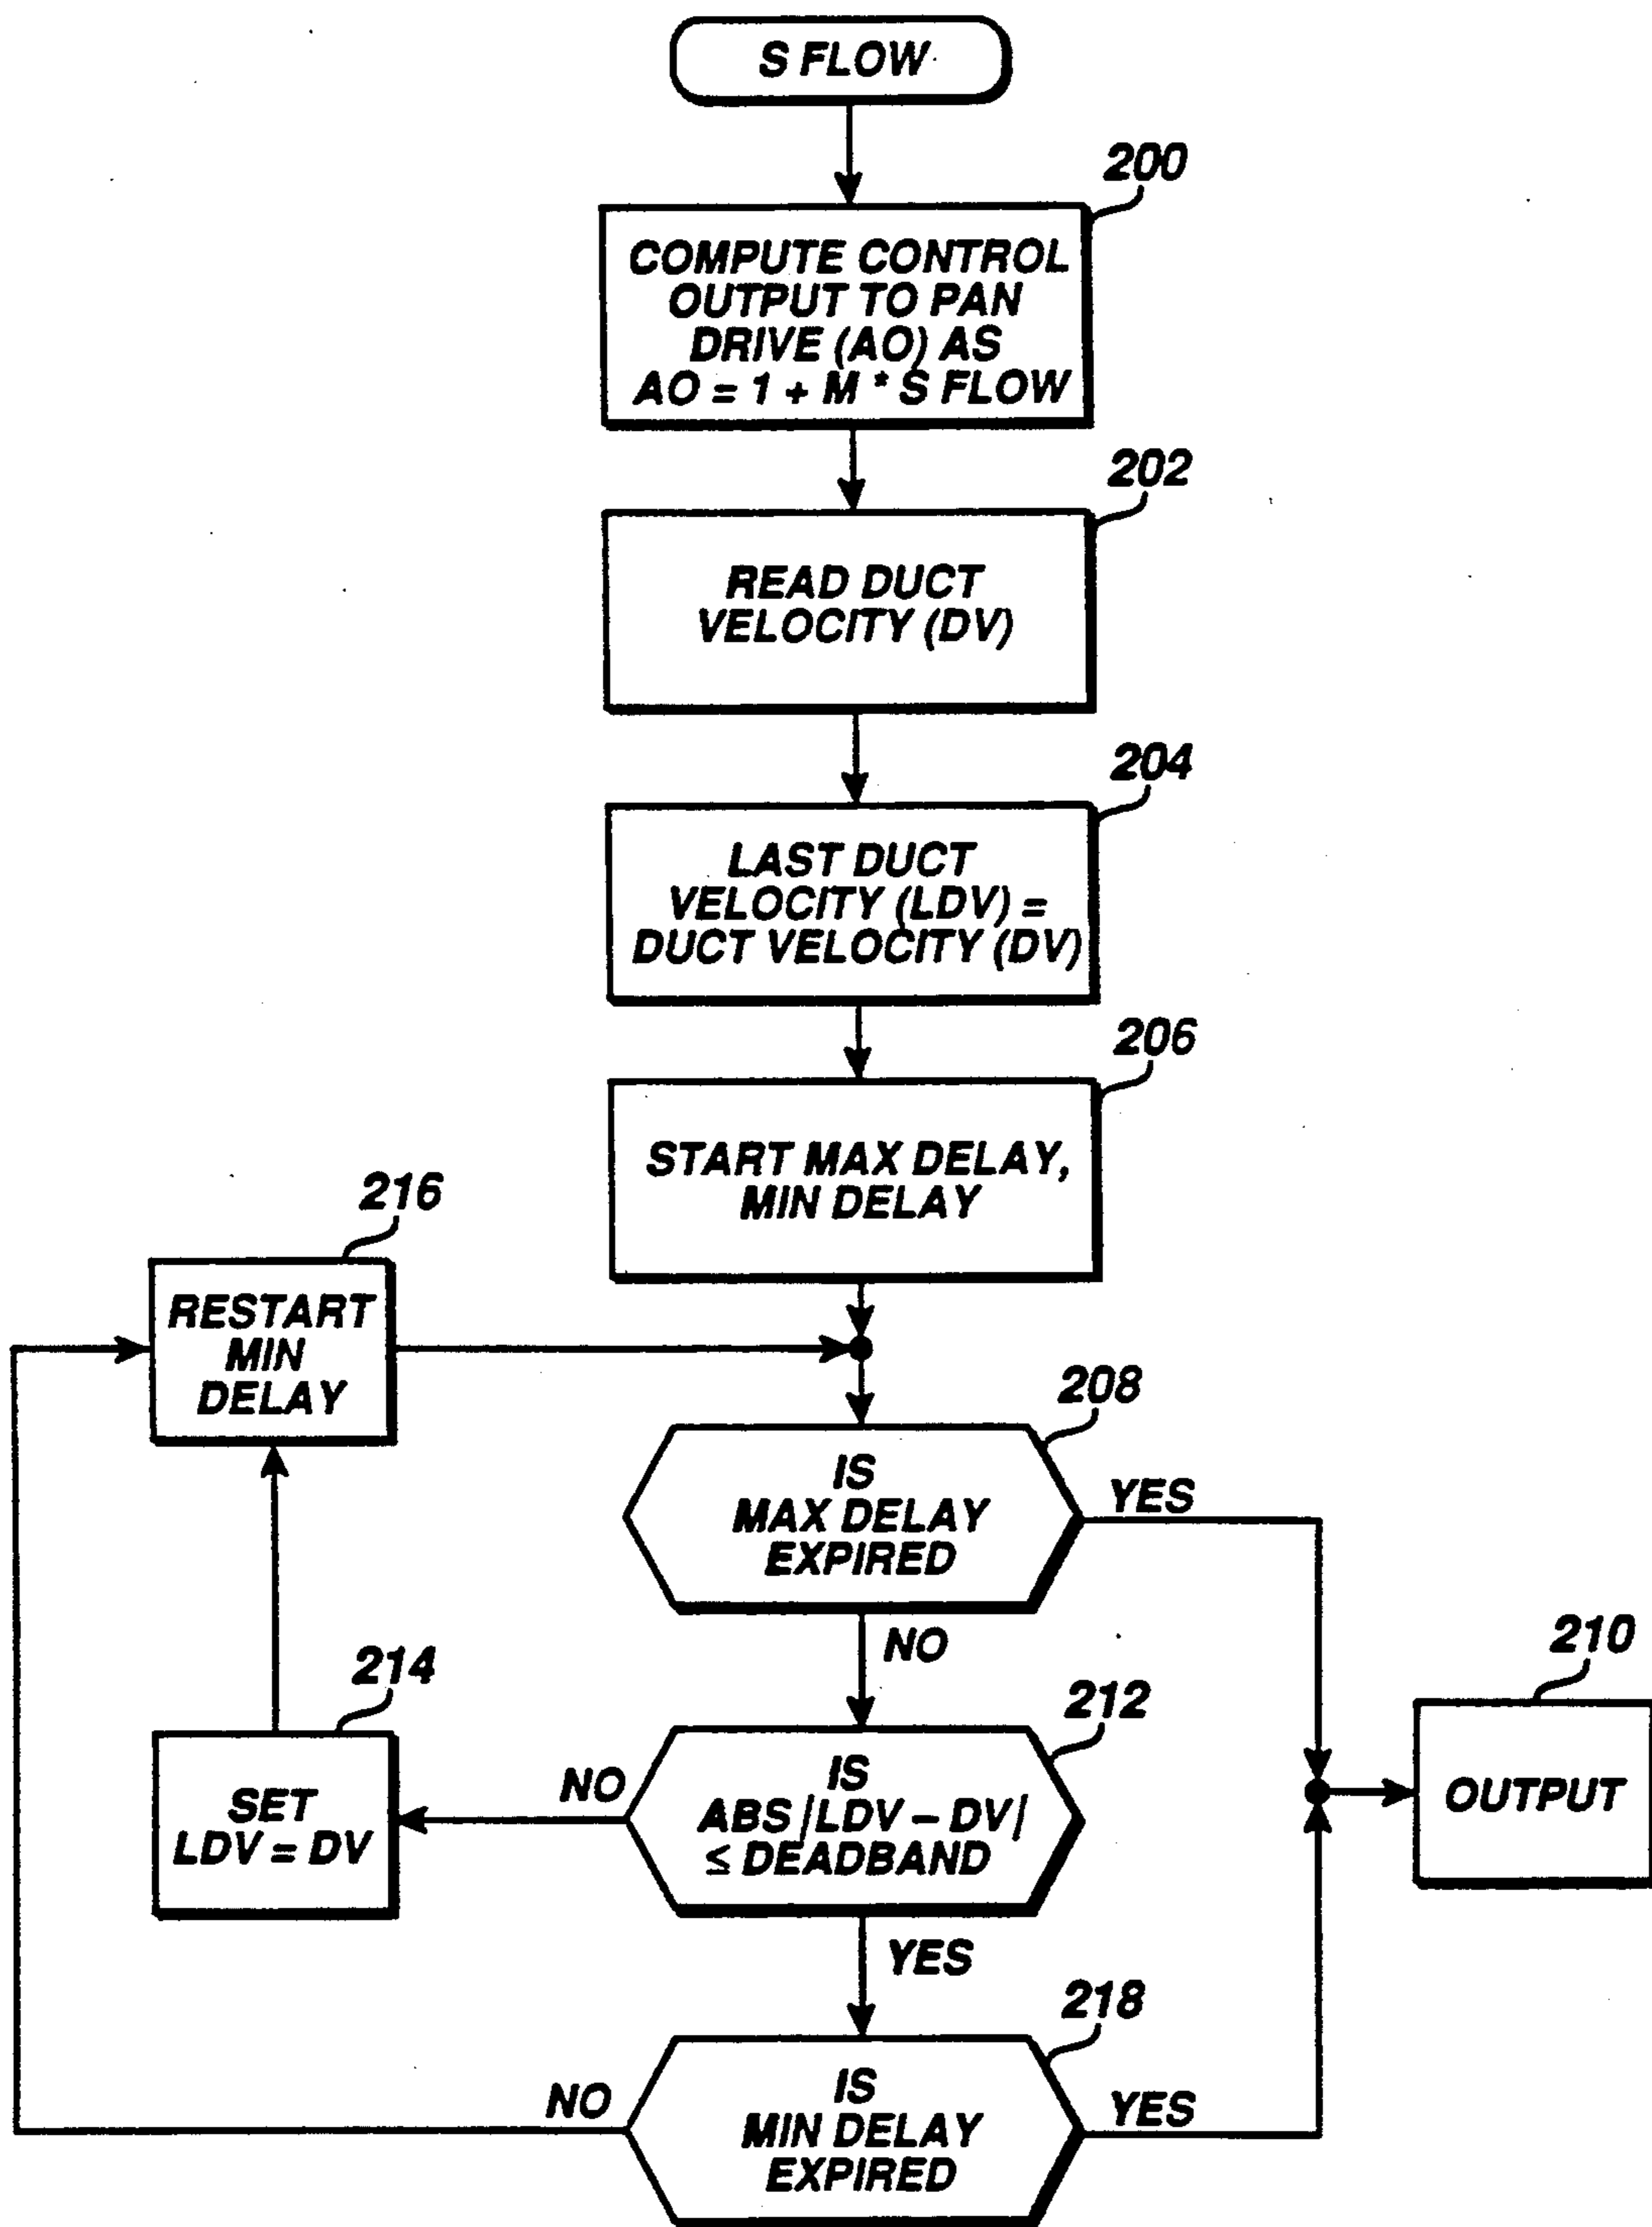 S FLOW
200
COMPUTE CONTROL
OUTPUT TO PAN
DRIVE (AO) AS
AO = 1 + M * S FLOW
202
READ DUCT
VELOCITY (DV)
204
LAST DUCT
VELOCITY (LDV) =
DUCT VELOCITY (DV)
206
START MAX DELAY,
MIN DELAY
216
RESTART
MIN
DELAY
208
IS
MAX DELAY
EXPIRED
YES
NO
210
OUTPUT
212
IS
ABS |LDV – DV|
≤ DEADBAND
NO
214
SET
LDV = DV
YES
218
IS
MIN DELAY
EXPIRED
NO
YES